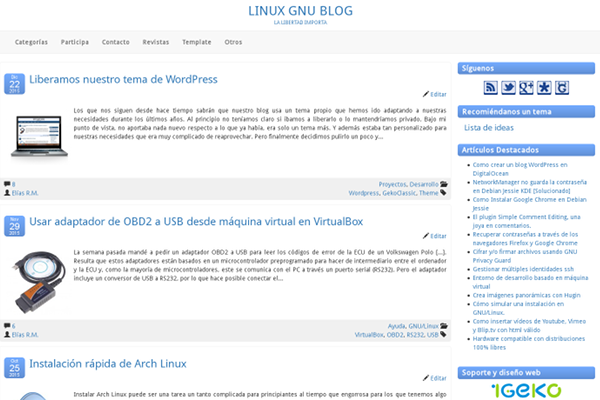 LINUX GNU BLOG
LA LIBERTAD IMPORTA
Categorías Participa Contacto Revistas Template Otros
22
2015
Liberamos nuestro tema de WordPress
Editar
Los que nos siguen desde hace tiempo sabrán que nuestro blog usa un tema propio que hemos ido adaptando a nuestras
necesidades durante los últimos años. Al principio no teníamos claro si íbamos a liberarlo o lo mantendríamos privado. Bajo mi
punto de vista, no aportaba nada nuevo respecto a lo que ya había, era solo un tema más. Y además estaba tan personalizado para
nuestras necesidades que era muy complicado de reaprovechar. Pero finalmente decidimos pulirlo un poco y...
8
Elías R.M.
Proyectos, Desarrollo
Wordpress, GekoClassic, Theme
Nov
29
2015
Usar adaptador de OBD2 a USB desde máquina virtual en VirtualBox
Editar
La semana pasada mandé a pedir un adaptador OBD2 a USB para leer los códigos de error de la ECU de un Volkswagen Polo (...).
Resulta que estos adaptadores están basados en un microcontrolador preprogramado para hacer de intermediario entre el ordenador
y la ECU y, como la mayoría de microcontroladores, este se comunica con el PC a través un puerto serial (RS232). Pero el adaptador
incluye un conversor de USB a RS232, por lo que hace posible conectar el...
6
Elías R.M.
Ayuda, GNU/Linux
VirtualBox, OBD2, RS232, USB
Oct
25
2015
Instalación rápida de Arch Linux
Editar
Instalar Arch Linux puede ser una tarea un tanto complicada para principiantes al tiempo que engorrosa para los que tenemos algo
Síguenos
Recomiéndanos un tema
Lista de ideas
Artículos Destacados
Como crear un blog WordPress en
DigitalOcean
NetworkManager no guarda la contraseña
en Debian Jessie KDE [Solucionado]
Como Instalar Google Chrome en Debian
Jessie
El plugin Simple Comment Editing, una
joya en comentarios.
Recuperar contraseñas a través de los
navegadores Firefox y Google Chrome
Cifrar y/o firmar archivos usando GNU
Privacy Guard
Gestionar múltiples identidades ssh
Entorno de desarrollo basado en máquina
virtual
Crea imágenes panorámicas con Hugin
Cómo simular una instalación en
GNU/Linux.
Como insertar vídeos de Youtube, Vimeo
y Blip.tv con html válido
Hardware compatible con distribuciones
100% libres
Soporte y diseño web
iGEKO